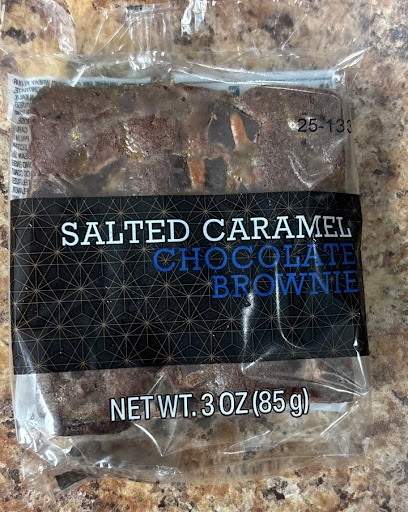 25-133
SALTED CARAMEL
CHOCOLATE
BROWNIE
NET WT. 3 OZ (85 g)